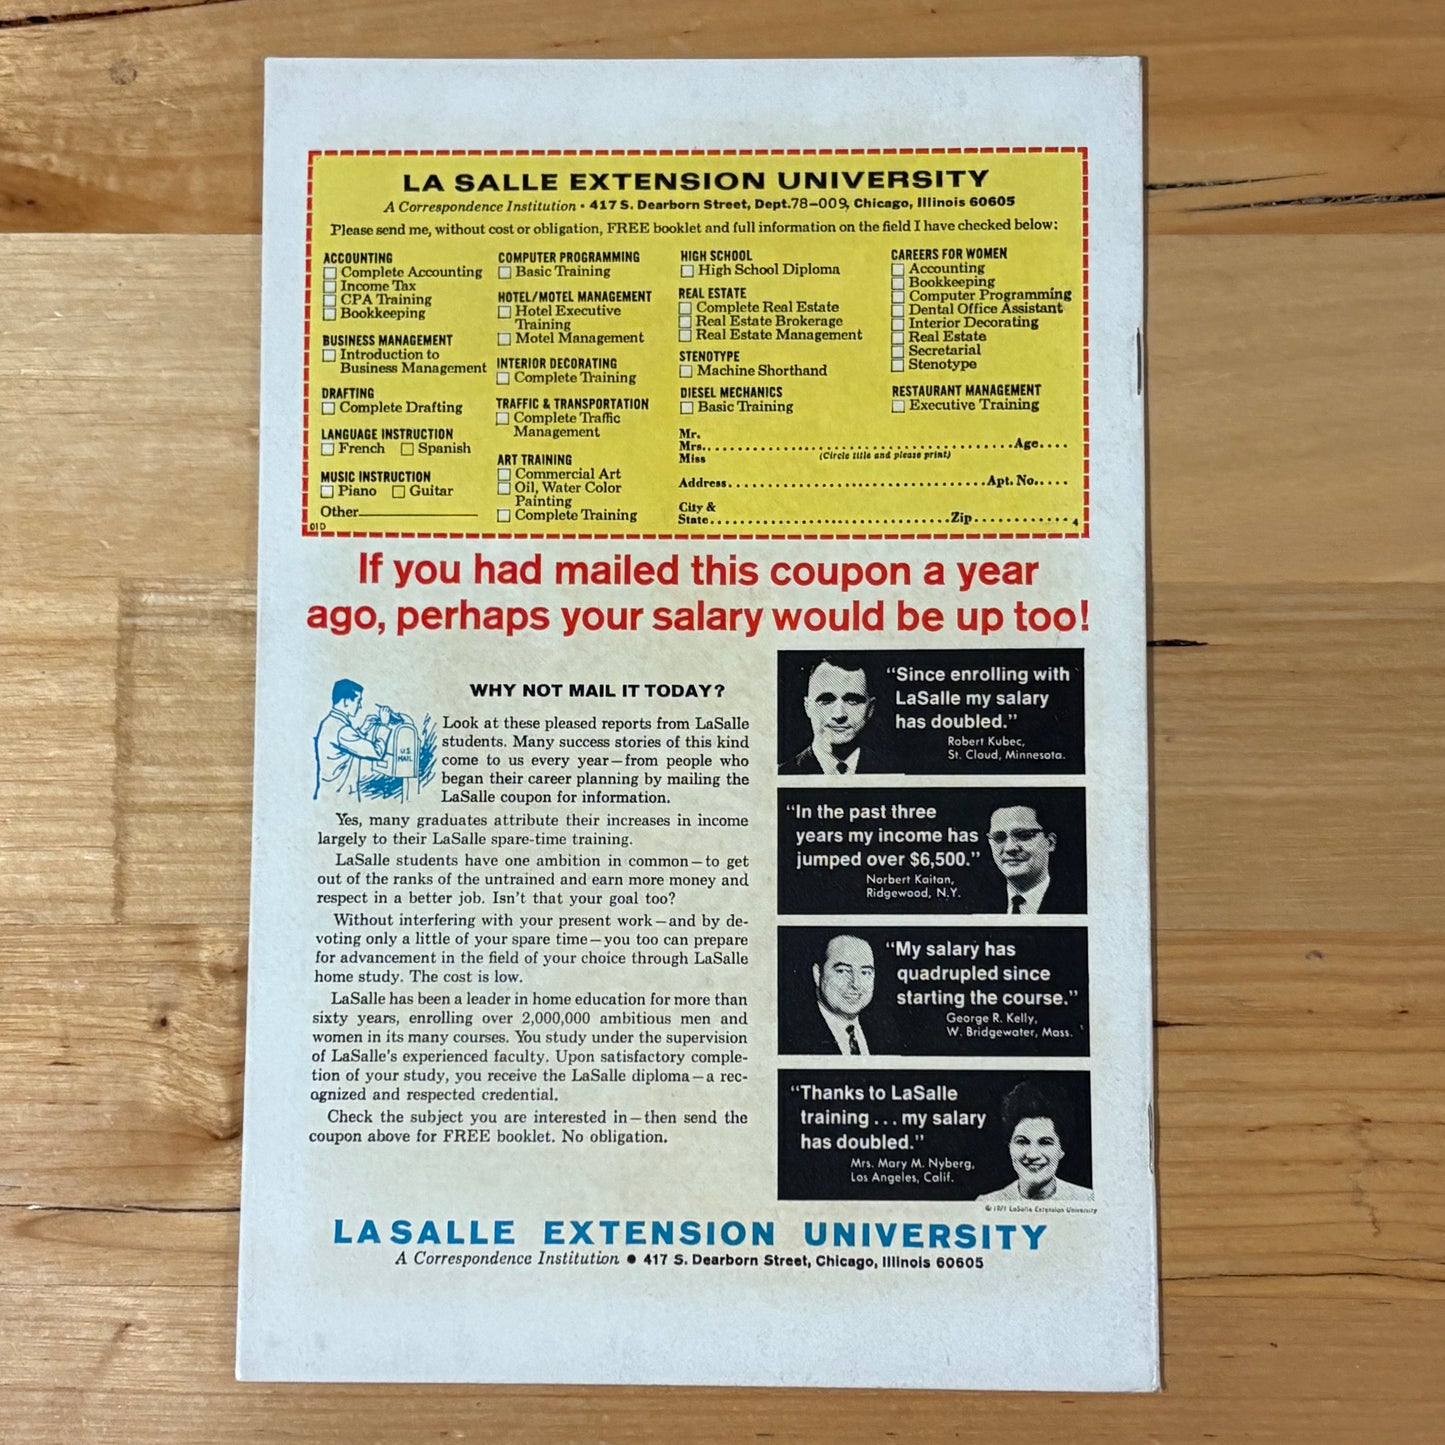 LA SALLE EXTENSION UNIVERSITY
A Correspondence Institution • 417 S. Dearborn Street, Dept. 78-009, Chicago, Illinois 60605
Please send me, without cost or obligation, FREE booklet and full information on the field I have checked below:
ACCOUNTING
Complete Accounting
Income Tax
CPA Training
Bookkeeping
BUSINESS MANAGEMENT
Introduction to
Business Management
DRAFTING
Complete Drafting
LANGUAGE INSTRUCTION
French Spanish
MUSIC INSTRUCTION
Piano Guitar
Other
01D
COMPUTER PROGRAMMING
Basic Training
HOTEL/MOTEL MANAGEMENT
Hotel Executive
Training
Motel Management
INTERIOR DECORATING
Complete Training
TRAFFIC & TRANSPORTATION
Complete Traffic
Management
ART TRAINING
Commercial Art
Oil, Water Color
Painting
Complete Training
HIGH SCHOOL
High School Diploma
REAL ESTATE
Complete Real Estate
Real Estate Brokerage
Real Estate Management
STENOTYPE
Machine Shorthand
DIESEL MECHANICS
Basic Training
CAREERS FOR WOMEN
Accounting
Bookkeeping
Computer Programming
Dental Office Assistant
Interior Decorating
Real Estate
Secretarial
Stenotype
RESTAURANT MANAGEMENT
Executive Training
Mr.
Mrs. Age
Miss (Circle title and please print)
Address Apt. No.
City &
State Zip 4
If you had mailed this coupon a year
ago, perhaps your salary would be up too!
WHY NOT MAIL IT TODAY?
U.S.
MAIL
Look at these pleased reports from LaSalle
students. Many success stories of this kind
come to us every year—from people who
began their career planning by mailing the
LaSalle coupon for information.
Yes, many graduates attribute their increases in income
largely to their LaSalle spare-time training.
LaSalle students have one ambition in common—to get
out of the ranks of the untrained and earn more money and
respect in a better job. Isn't that your goal too?
Without interfering with your present work—and by de-
voting only a little of your spare time—you too can prepare
for advancement in the field of your choice through LaSalle
home study. The cost is low.
LaSalle has been a leader in home education for more than
sixty years, enrolling over 2,000,000 ambitious men and
women in its many courses. You study under the supervision
of LaSalle's experienced faculty. Upon satisfactory comple-
tion of your study, you receive the LaSalle diploma—a rec-
ognized and respected credential.
Check the subject you are interested in—then send the
coupon above for FREE booklet. No obligation.
"Since enrolling with
LaSalle my salary
has doubled."
Robert Kubec,
St. Cloud, Minnesota.
"In the past three
years my income has
jumped over $6,500."
Norbert Kaitan,
Ridgewood, N.Y.
"My salary has
quadrupled since
starting the course."
George R. Kelly,
W. Bridgewater, Mass.
"Thanks to LaSalle
training...my salary
has doubled."
Mrs. Mary M. Nyberg,
Los Angeles, Calif.
© 1971 LaSalle Extension University
LASALLE EXTENSION UNIVERSITY
A Correspondence Institution • 417 S. Dearborn Street, Chicago, Illinois 60605